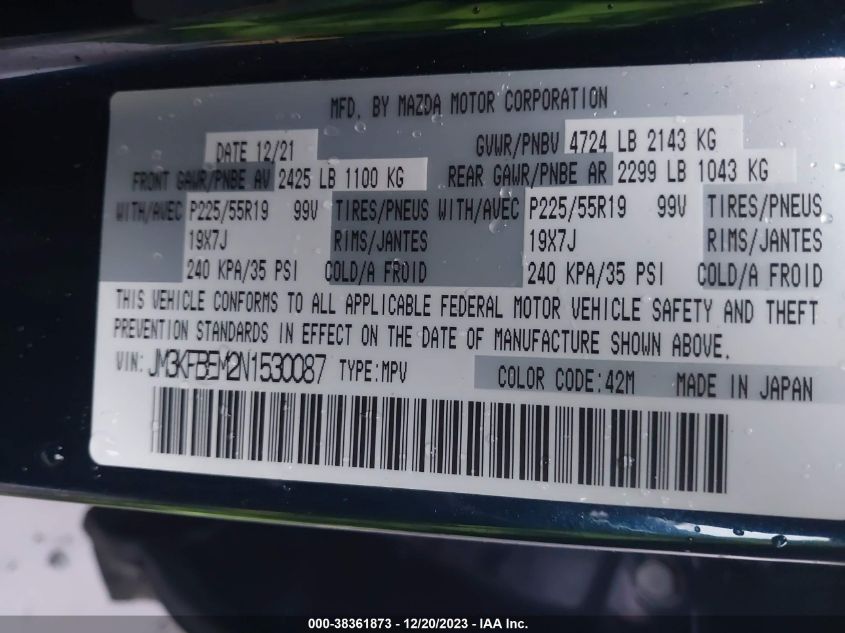 MFD. BY MAZDA MOTOR CORPORATION
DATE 12/21 GVWR/PNBV 4724 LB 2143 KG
FRONT GAWR/PNBE AV 2425 LB 1100 KG REAR GAWR/PNBE AR 2299 LB 1043 KG
WITH/AVEC P225/55R19 99V TIRES/PNEUS WITH/AVEC P225/55R19 99V TIRES/PNEUS
19X7J RIMS/JANTES 19X7J RIMS/JANTES
240 KPA/35 PSI COLD/A FROID 240 KPA/35 PSI COLD/A FROID
THIS VEHICLE CONFORMS TO ALL APPLICABLE FEDERAL MOTOR VEHICLE SAFETY AND THEFT
PREVENTION STANDARDS IN EFFECT ON THE DATE OF MANUFACTURE SHOWN ABOVE.
VIN: JM3KFBEM2N1530087 TYPE:MPV COLOR CODE:42M MADE IN JAPAN
000-38361873 - 12/20/2023 - IAA Inc.